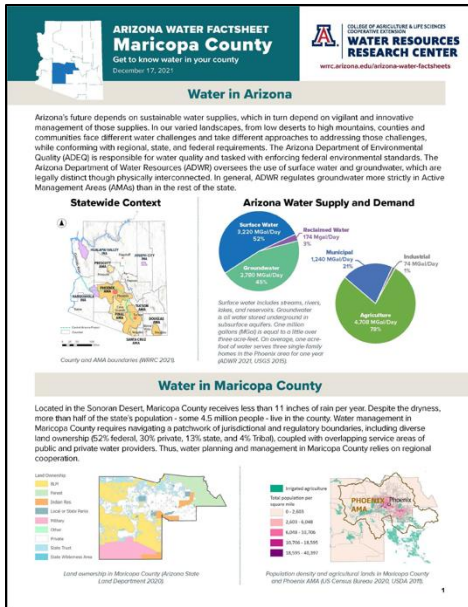 ARIZONA WATER FACTSHEET
Maricopa County
Get to know water in your county
December 17, 2021
COLLEGE OF AGRICULTURE & LIFE SCIENCES
COOPERATIVE EXTENSION
WATER RESOURCES
RESEARCH CENTER
wrrc.arizona.edu/arizona-water-factsheets
Water in Arizona
Arizona's future depends on sustainable water supplies, which in turn depend on vigilant and innovative
management of those supplies. In our varied landscapes, from low deserts to high mountains, counties and
communities face different water challenges and take different approaches to addressing those challenges,
while conforming with regional, state, and federal requirements. The Arizona Department of Environmental
Quality (ADEQ) is responsible for water quality and tasked with enforcing federal environmental standards. The
Arizona Department of Water Resources (ADWR) oversees the use of surface water and groundwater, which are
legally distinct though physically interconnected. In general, ADWR regulates groundwater more strictly in Active
Management Areas (AMAs) than in the rest of the state.
Statewide Context
County and AMA boundaries (WRRC 2021).
Arizona Water Supply and Demand
Surface Water
3,220 MGal/Day
52%
Reclaimed Water
174 MGal/Day
3%
Groundwater
2,780 MGal/Day
45%
Municipal
1,240 MGal/Day
21%
Industrial
74 MGal/Day
1%
Agriculture
4,708 MGal/Day
78%
Surface water includes streams, rivers,
lakes, and reservoirs. Groundwater
is all water stored underground in
subsurface aquifers. One million
gallons (MGal) is equal to a little over
three acre-feet. On average, one acre-
foot of water serves three single-family
homes in the Phoenix area for one year
(ADWR 2021, USGS 2015).
Water in Maricopa County
Located in the Sonoran Desert, Maricopa County receives less than 11 inches of rain per year. Despite the dryness,
more than half of the state's population - some 4.5 million people - live in the county. Water management in
Maricopa County requires navigating a patchwork of jurisdictional and regulatory boundaries, including diverse
land ownership (52% federal, 30% private, 13% state, and 4% Tribal), coupled with overlapping service areas of
public and private water providers. Thus, water planning and management in Maricopa County relies on regional
cooperation.
Land Ownership
BLM
Forest
Indian Res.
Local or State Parks
Military
Other
Private
State Trust
State Wilderness Area
Land ownership in Maricopa County (Arizona State
Land Department 2020).
Irrigated agriculture
Total population per
square mile
PHOENIX
AMA
Phoenix
Population density and agricultural lands in Maricopa County
and Phoenix AMA (US Census Bureau 2020, USDA 2019).
1